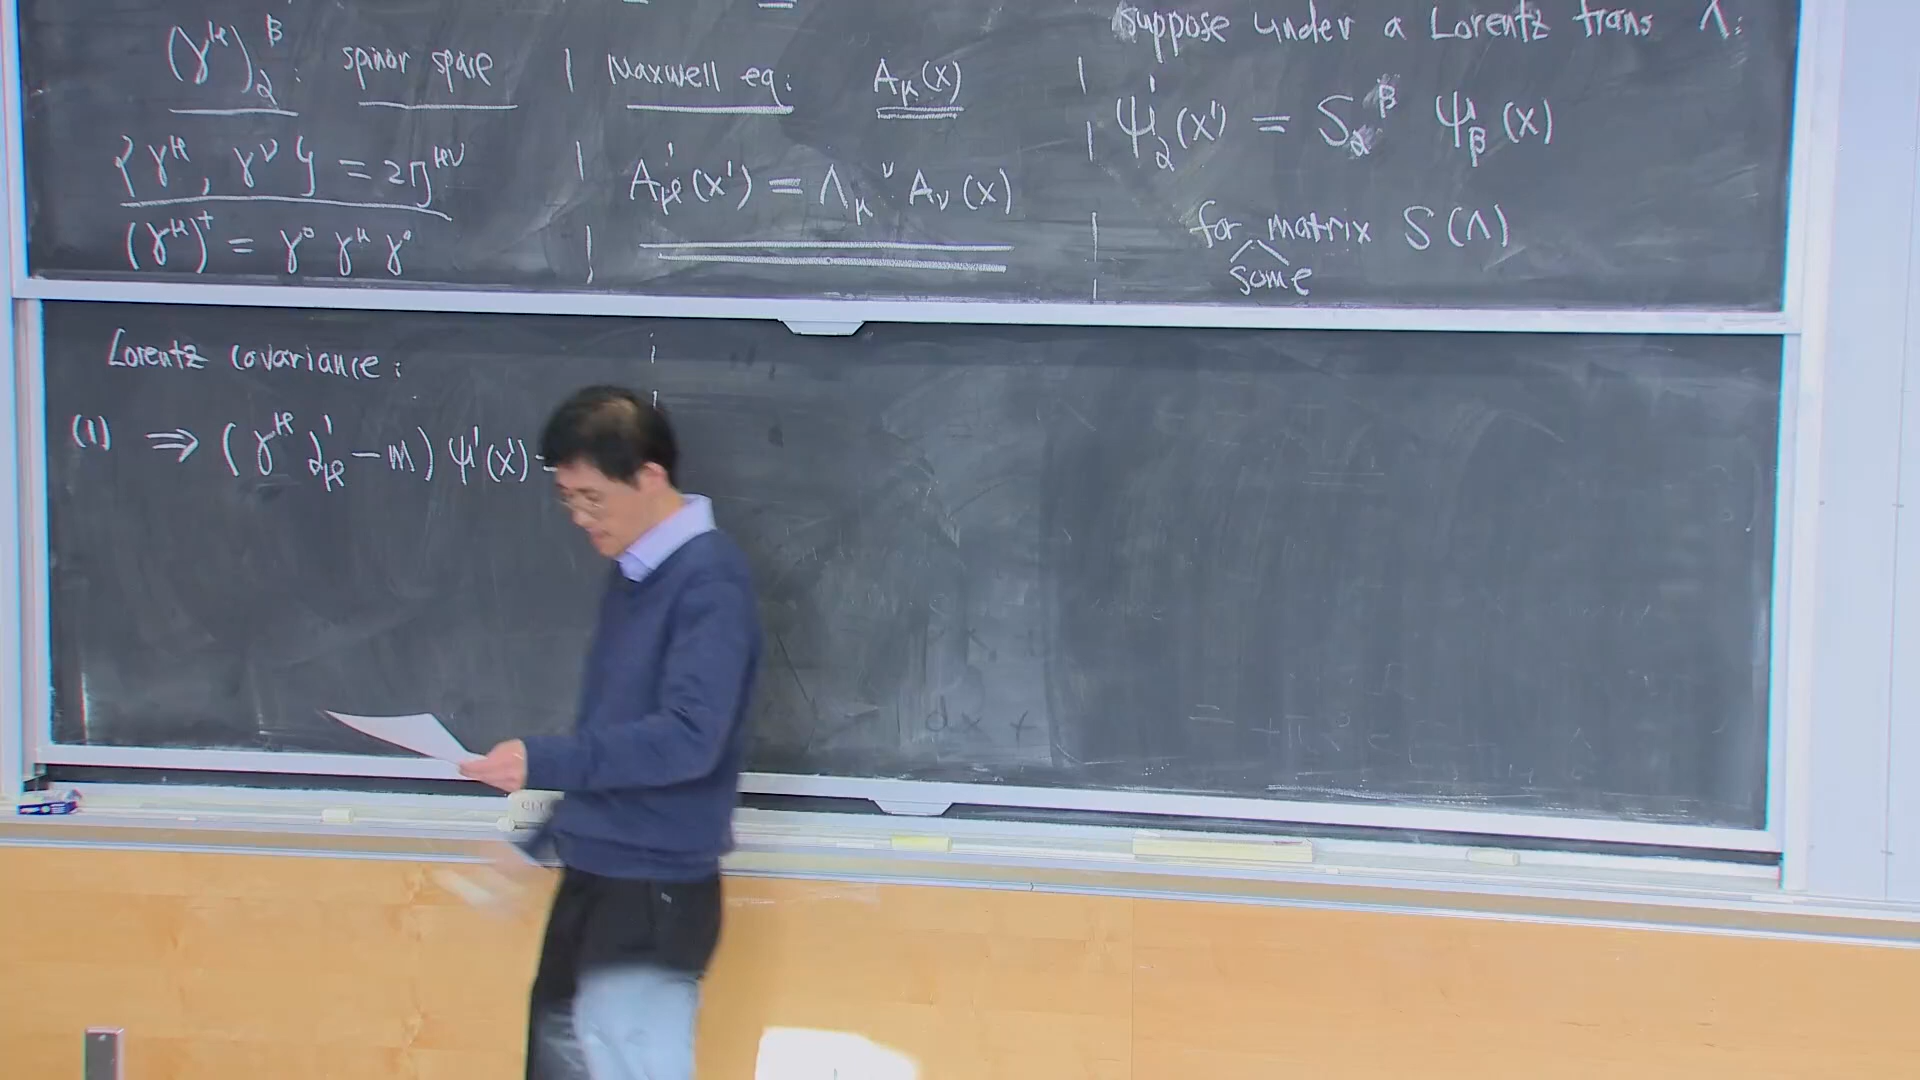 (γ^μ)_α^β : spinor space
{γ^μ, γ^ν} = 2η^{μν}
(γ^μ)^† = γ^0 γ^μ γ^0
Maxwell eq: A_μ(x)
A'_μ(x') = Λ_μ^ν A_ν(x)
suppose under a Lorentz trans Λ:
ψ'_α(x') = S_α^β ψ_β(x)
for matrix S(Λ)
some
Lorentz covariance:
(1) ⇒ (γ^μ ∂'_μ - m) ψ'(x') =